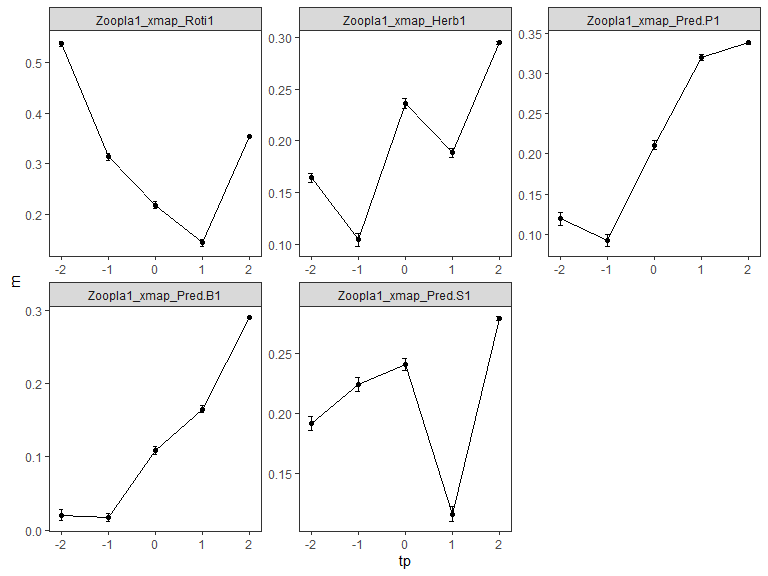 Zoopla1_xmap_Roti1
Zoopla1_xmap_Herb1
Zoopla1_xmap_Pred.P1
0.5
0.4
0.3
0.2
-2 -1 0 1 2
0.30
0.25
0.20
0.15
0.10
-2 -1 0 1 2
0.35
0.30
0.25
0.20
0.15
0.10
-2 -1 0 1 2
m
Zoopla1_xmap_Pred.B1
Zoopla1_xmap_Pred.S1
0.3
0.2
0.1
0.0
-2 -1 0 1 2
0.25
0.20
0.15
-2 -1 0 1 2
tp